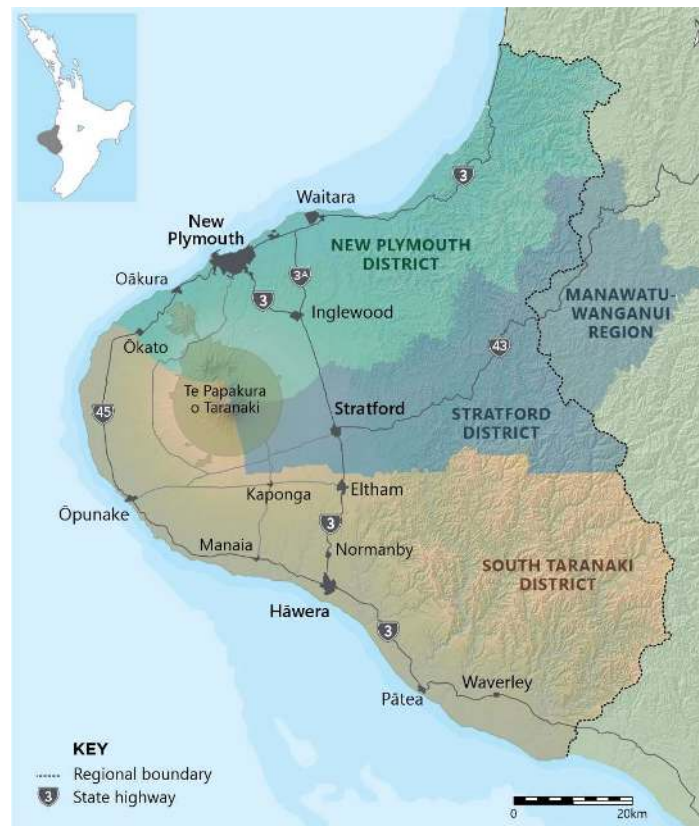 3
Waitara
New
Plymouth
NEW PLYMOUTH
DISTRICT
Oākura
3A
3
Inglewood
MANAWATU-
WANGANUI
REGION
Ōkato
43
Te Papakura
o Taranaki
45
Stratford
STRATFORD
DISTRICT
Kaponga
Eltham
Ōpunake
3
Manaia
Normanby
SOUTH TARANAKI
DISTRICT
Hāwera
3
Waverley
Pātea
KEY
Regional boundary
3 State highway
0 20km